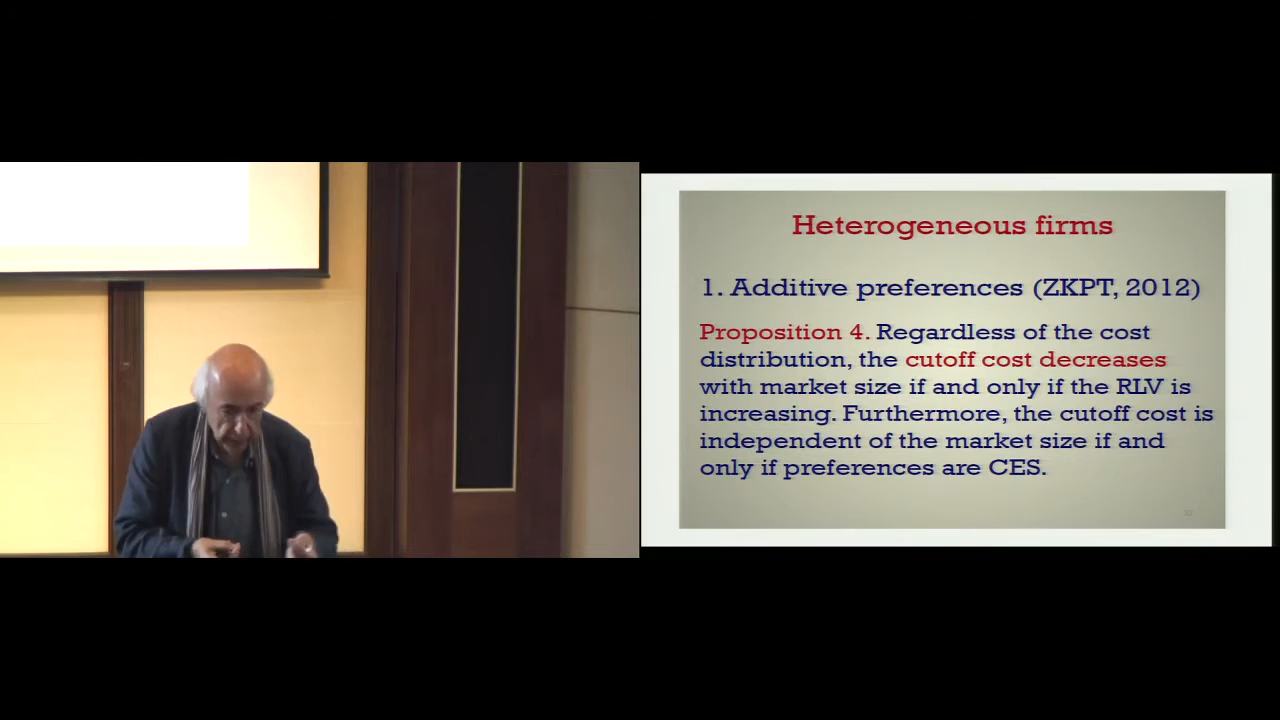 Heterogeneous firms
1. Additive preferences (ZKPT, 2012)
Proposition 4. Regardless of the cost
distribution, the cutoff cost decreases
with market size if and only if the RLV is
increasing. Furthermore, the cutoff cost is
independent of the market size if and
only if preferences are CES.